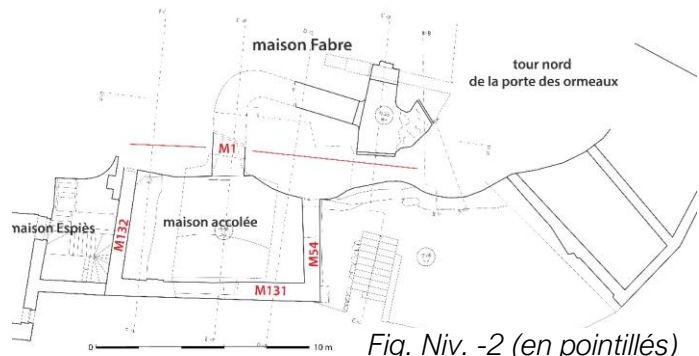 maison Fabre
tour nord
de la porte des ormeaux
M1
maison Espiès
M132
maison accolée
M54
M131
0
10 m
Fig. Niv. -2 (en pointillés)